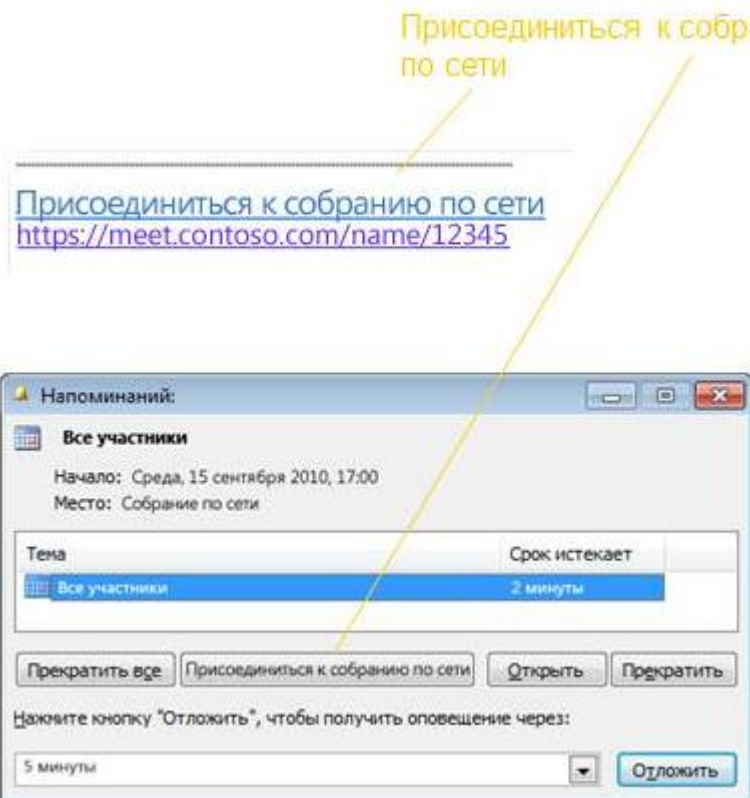 Присоединиться к собр
по сети
Присоединиться к собранию по сети
https://meet.contoso.com/name/12345
Напоминаний:
Все участники
Начало: Среда, 15 сентября 2010, 17:00
Место: Собрание по сети
Тема Срок истекает
Все участники 2 минуты
Прекратить все Присоединиться к собранию по сети Открыть Прекратить
Нажмите кнопку "Отложить", чтобы получить оповещение через:
5 минуты Отложить